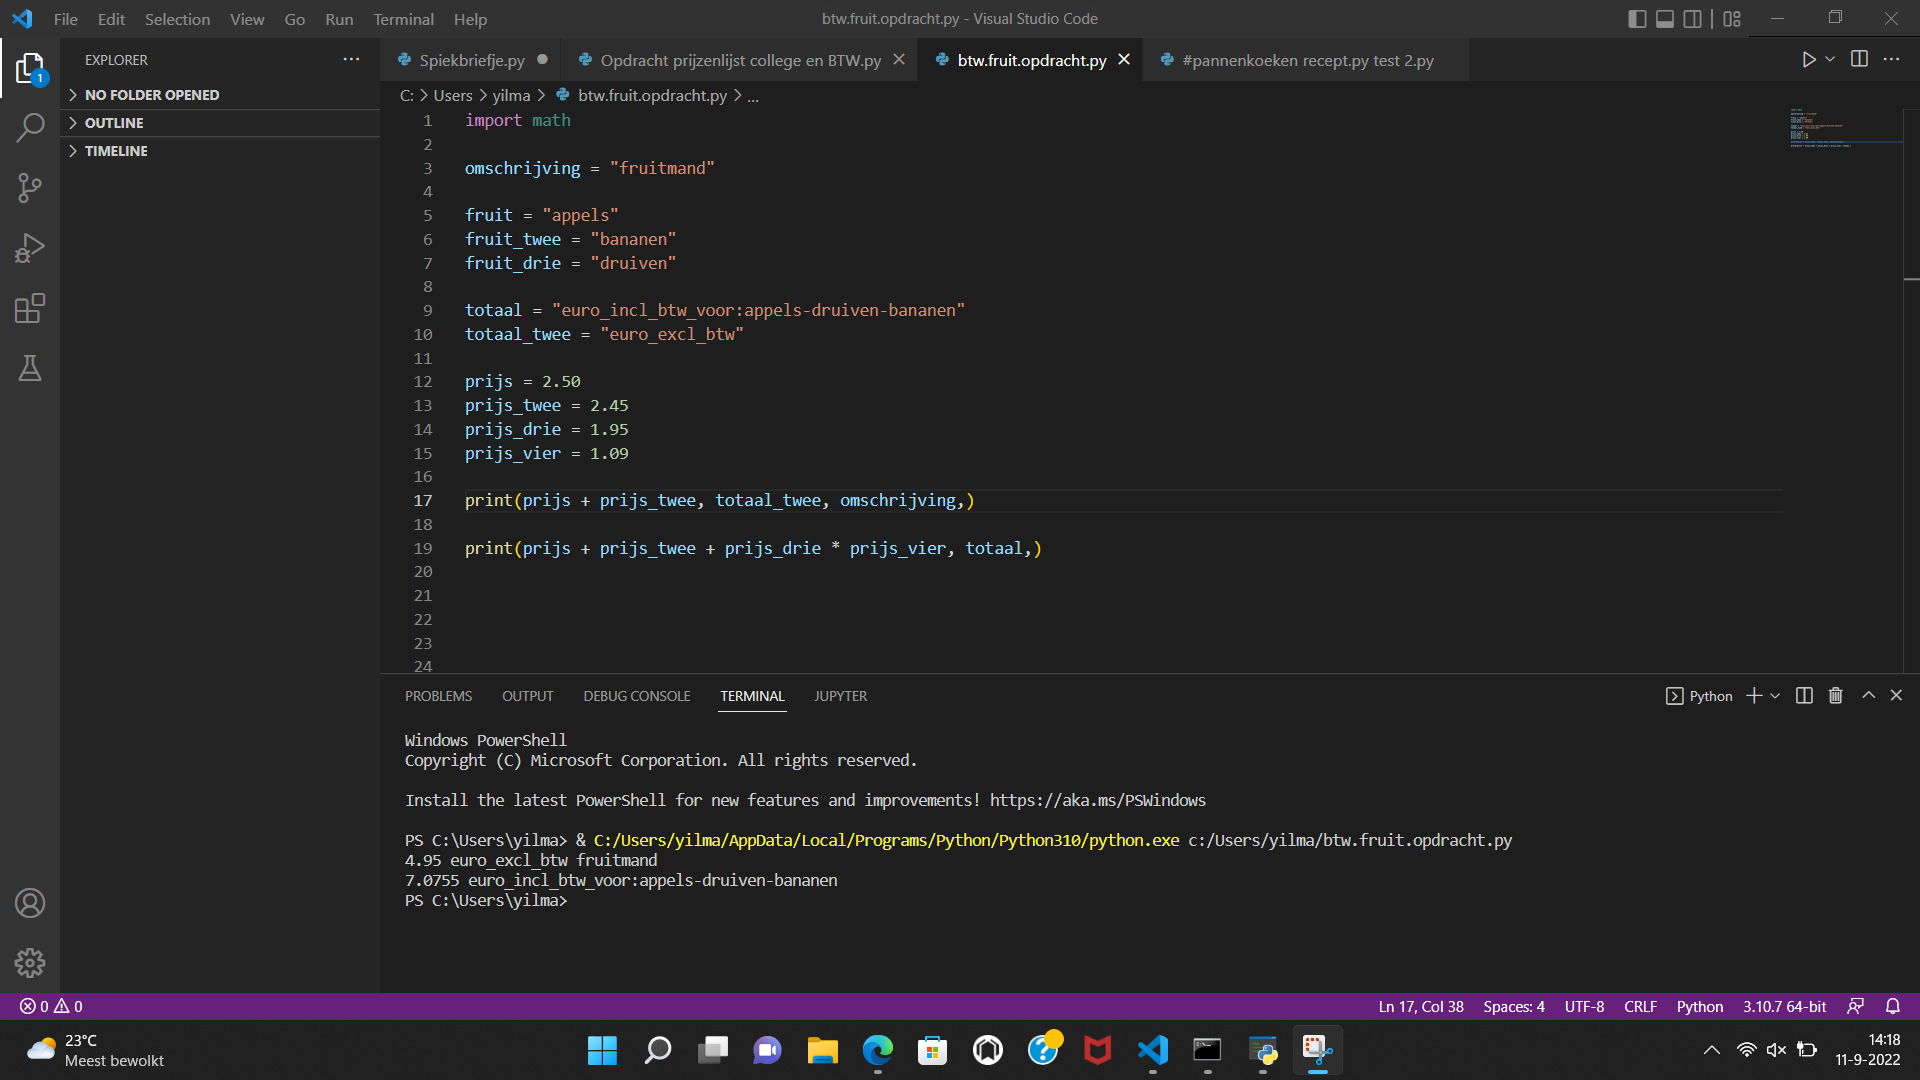 File Edit Selection View Go Run Terminal Help
btw.fruit.opdracht.py - Visual Studio Code
EXPLORER
Spiekbriefje.py
Opdracht prijzenlijst college en BTW.py
btw.fruit.opdracht.py
#pannenkoeken recept.py test 2.py
1
NO FOLDER OPENED
OUTLINE
TIMELINE
C: > Users > yilma > btw.fruit.opdracht.py > ...
1 import math
2
3 omschrijving = "fruitmand"
4
5 fruit = "appels"
6 fruit_twee = "bananen"
7 fruit_drie = "druiven"
8
9 totaal = "euro_incl_btw_voor:appels-druiven-bananen"
10 totaal_twee = "euro_excl_btw"
11
12 prijs = 2.50
13 prijs_twee = 2.45
14 prijs_drie = 1.95
15 prijs_vier = 1.09
16
17 print(prijs + prijs_twee, totaal_twee, omschrijving,)
18
19 print(prijs + prijs_twee + prijs_drie * prijs_vier, totaal,)
20
21
22
23
24
PROBLEMS OUTPUT DEBUG CONSOLE TERMINAL JUPYTER
Python
Windows PowerShell
Copyright (C) Microsoft Corporation. All rights reserved.
Install the latest PowerShell for new features and improvements! https://aka.ms/PSWindows
PS C:\Users\yilma> & C:/Users/yilma/AppData/Local/Programs/Python/Python310/python.exe c:/Users/yilma/btw.fruit.opdracht.py
4.95 euro_excl_btw fruitmand
7.0755 euro_incl_btw_voor:appels-druiven-bananen
PS C:\Users\yilma>
0 0
Ln 17, Col 38 Spaces: 4 UTF-8 CRLF Python 3.10.7 64-bit
23°C
Meest bewolkt
14:18
11-9-2022